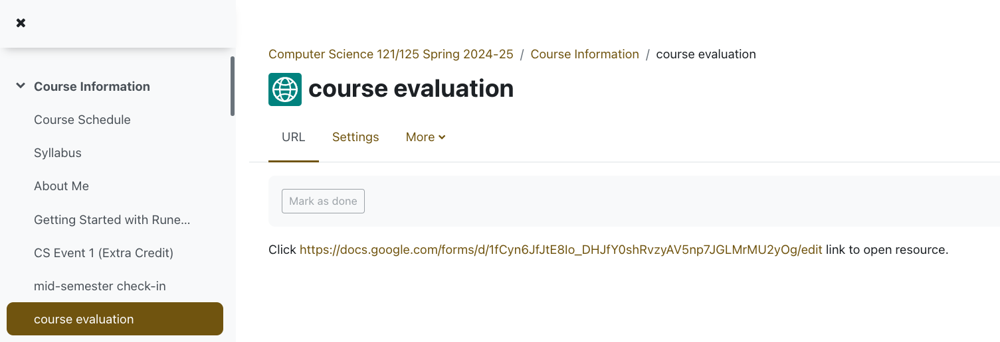 Course Information
Course Schedule
Syllabus
About Me
Getting Started with Rune...
CS Event 1 (Extra Credit)
mid-semester check-in
course evaluation
Computer Science 121/125 Spring 2024-25 / Course Information / course evaluation
course evaluation
URL Settings More
Mark as done
Click https://docs.google.com/forms/d/1fCyn6JfJtE8Io_DHJfY0shRvzyAV5np7JGLMrMU2yOg/edit link to open resource.